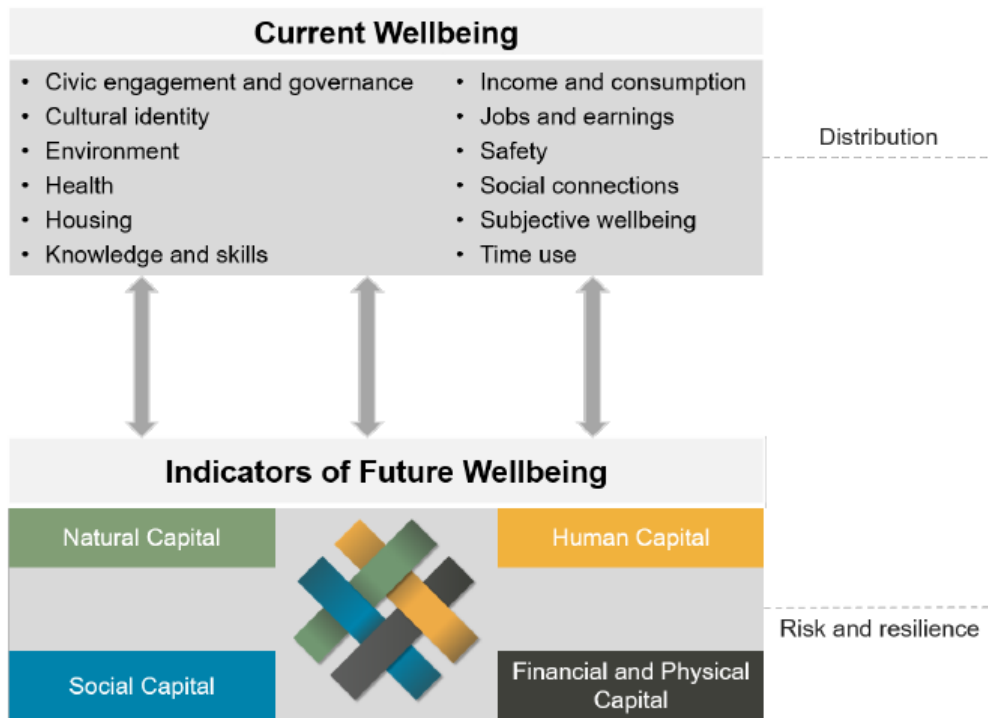 Current Wellbeing
• Civic engagement and governance
• Cultural identity
• Environment
• Health
• Housing
• Knowledge and skills
• Income and consumption
• Jobs and earnings
• Safety
• Social connections
• Subjective wellbeing
• Time use
Distribution
Indicators of Future Wellbeing
Natural Capital
Human Capital
Social Capital
Financial and Physical
Capital
Risk and resilience